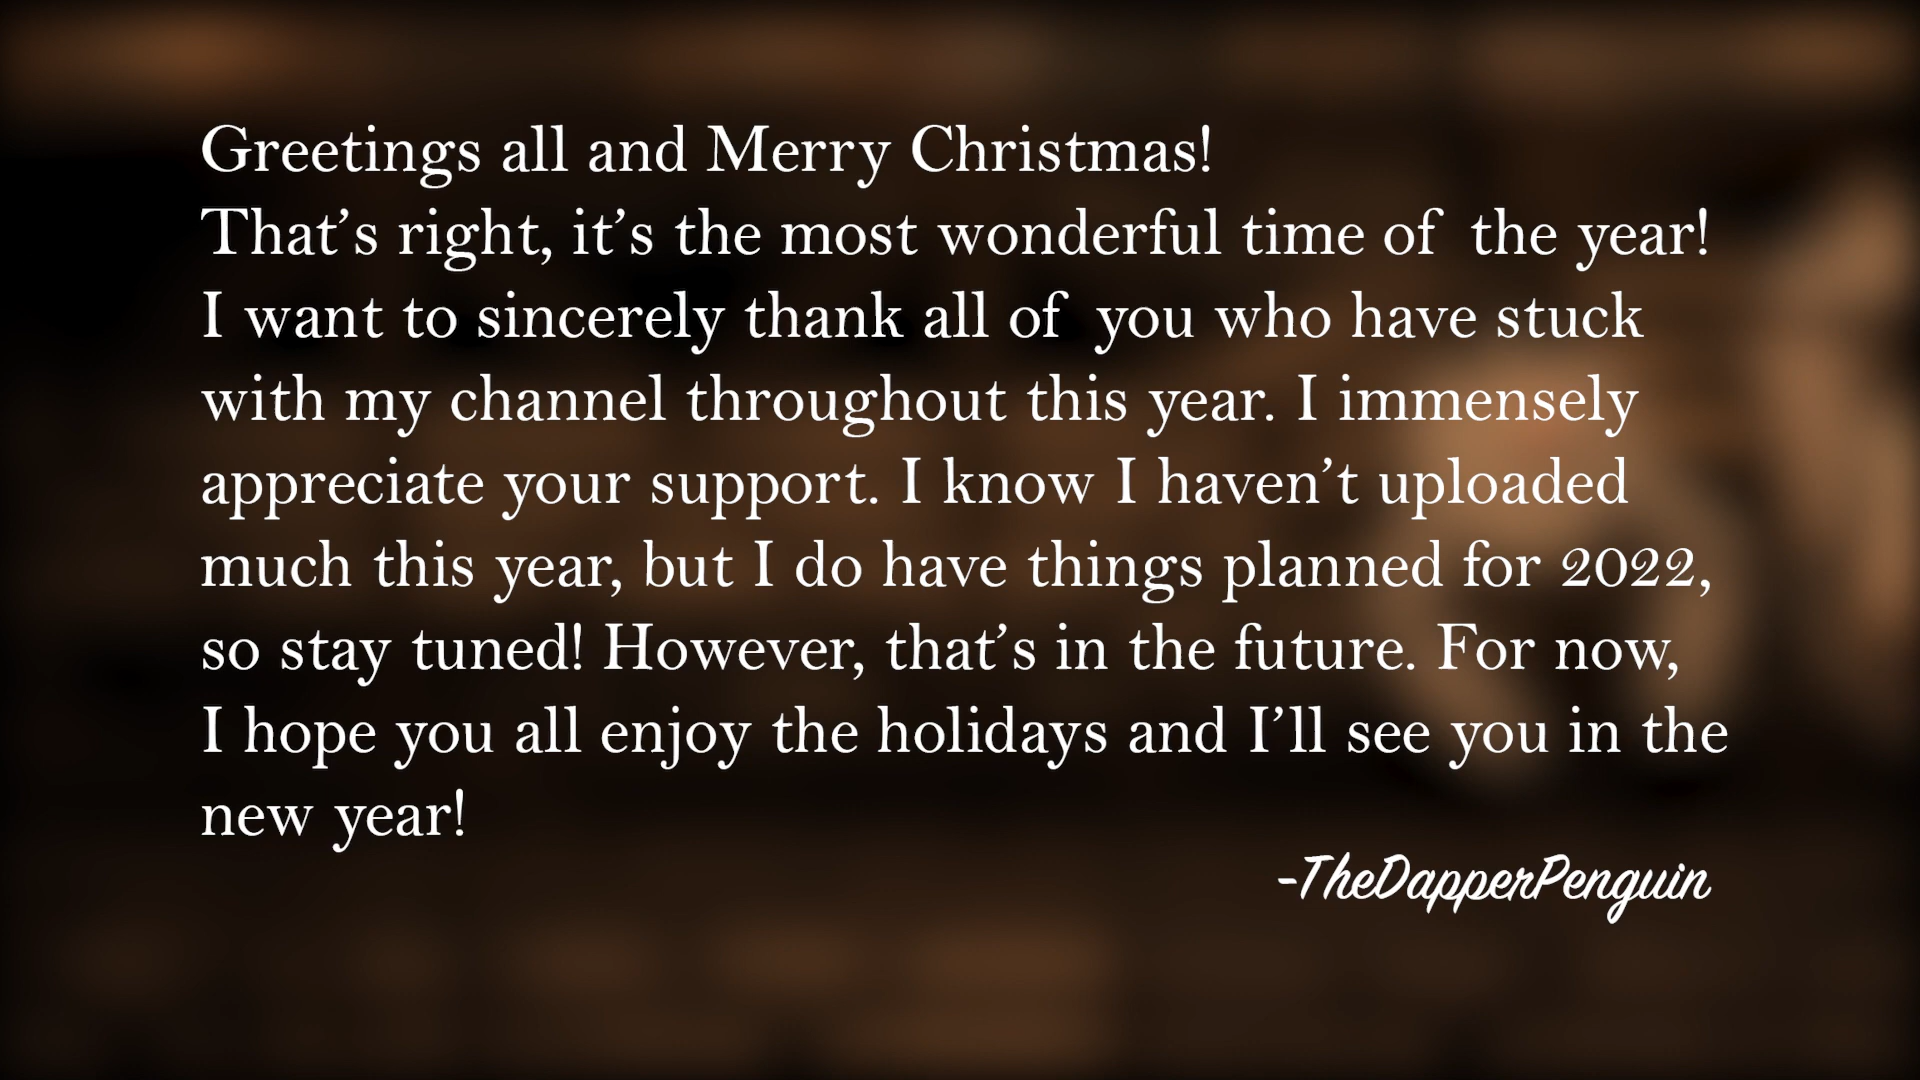 Greetings all and Merry Christmas!
That’s right, it’s the most wonderful time of the year!
I want to sincerely thank all of you who have stuck
with my channel throughout this year. I immensely
appreciate your support. I know I haven’t uploaded
much this year, but I do have things planned for 2022,
so stay tuned! However, that’s in the future. For now,
I hope you all enjoy the holidays and I’ll see you in the
new year!
-TheDapperPenguin